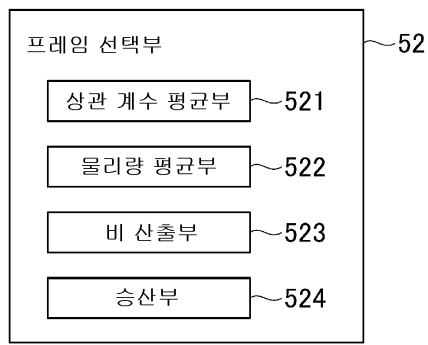 프레임 선택부 52
상관 계수 평균부 521
물리량 평균부 522
비 산출부 523
승산부 524